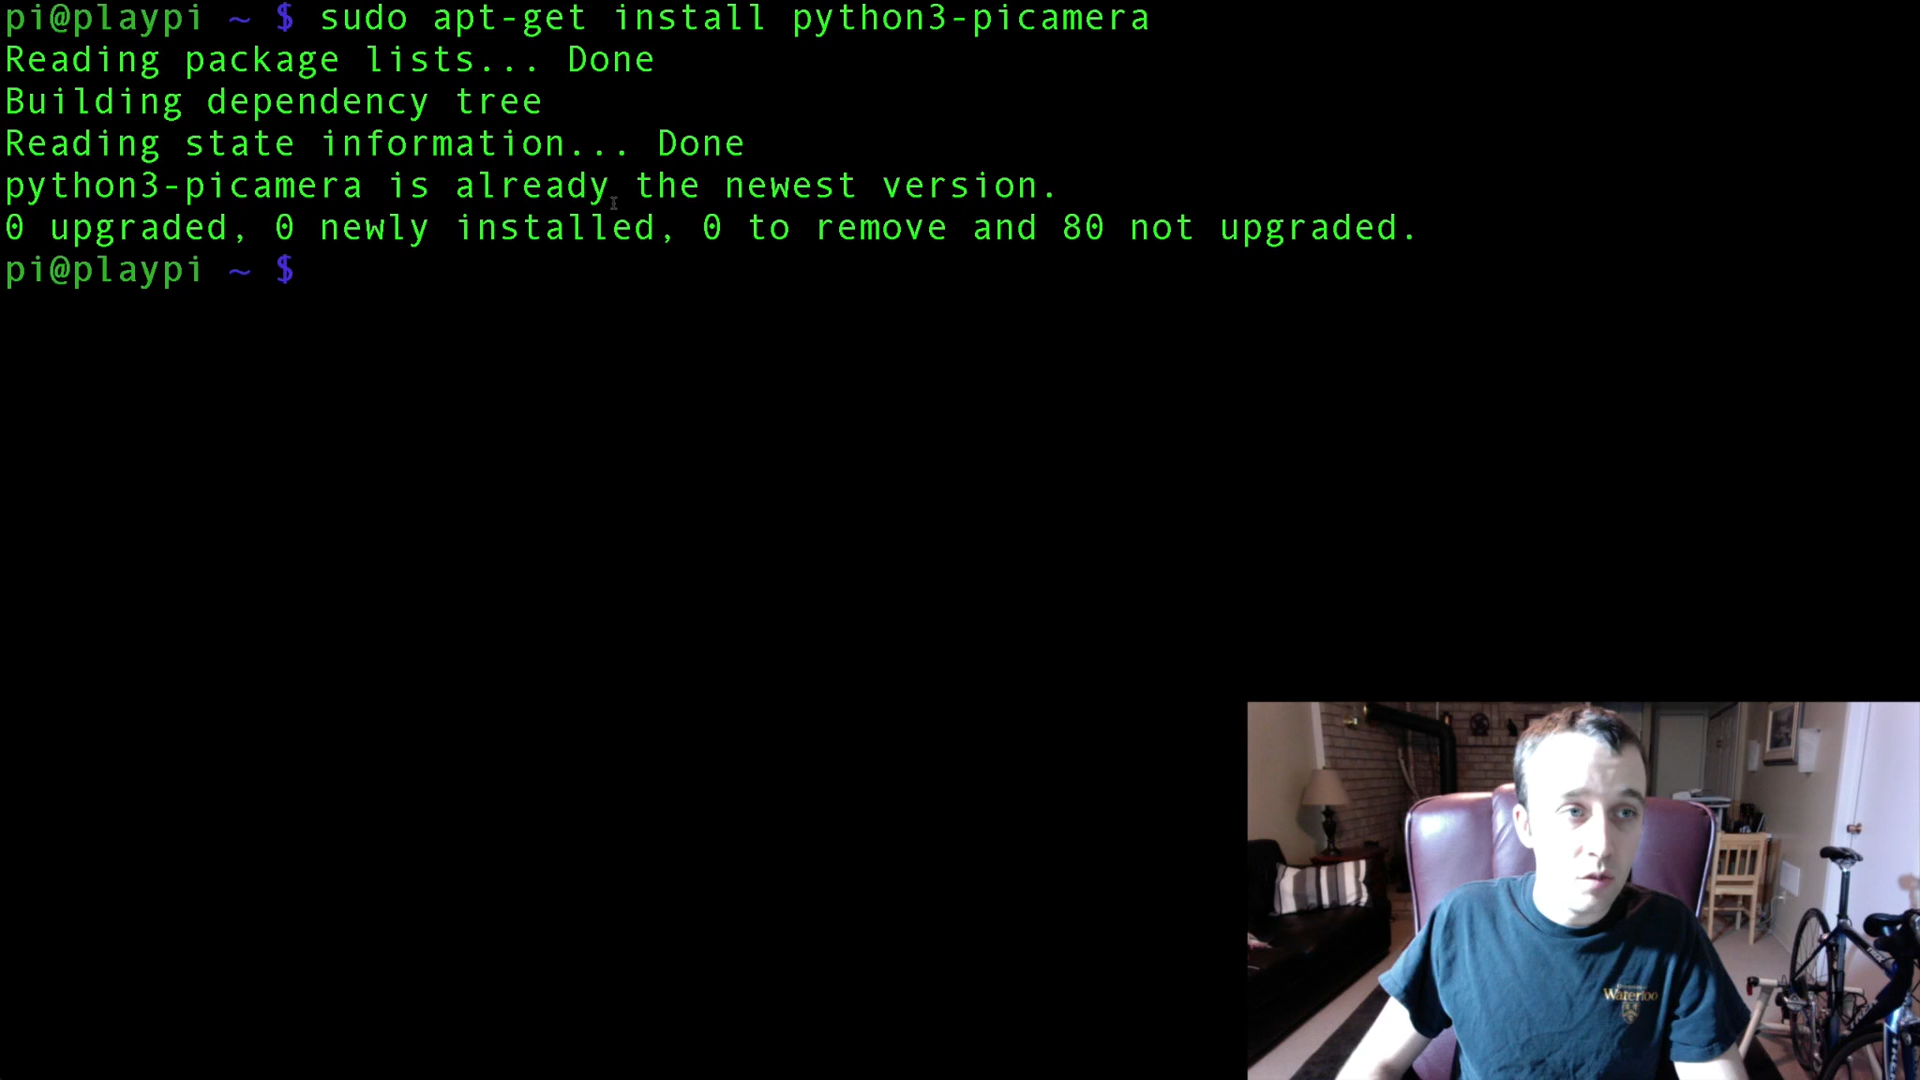 pi@playpi ~ $ sudo apt-get install python3-picamera
Reading package lists... Done
Building dependency tree
Reading state information... Done
python3-picamera is already the newest version.
0 upgraded, 0 newly installed, 0 to remove and 80 not upgraded.
pi@playpi ~ $
Waterloo